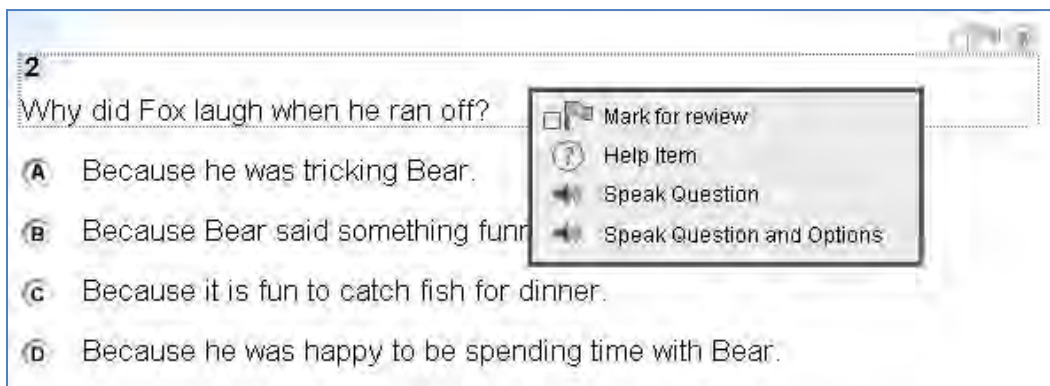 2
Why did Fox laugh when he ran off?
Mark for review
Help Item
Speak Question
Speak Question and Options
A Because he was tricking Bear.
B Because Bear said something
C Because it is fun to catch fish for dinner.
D Because he was happy to be spending time with Bear.